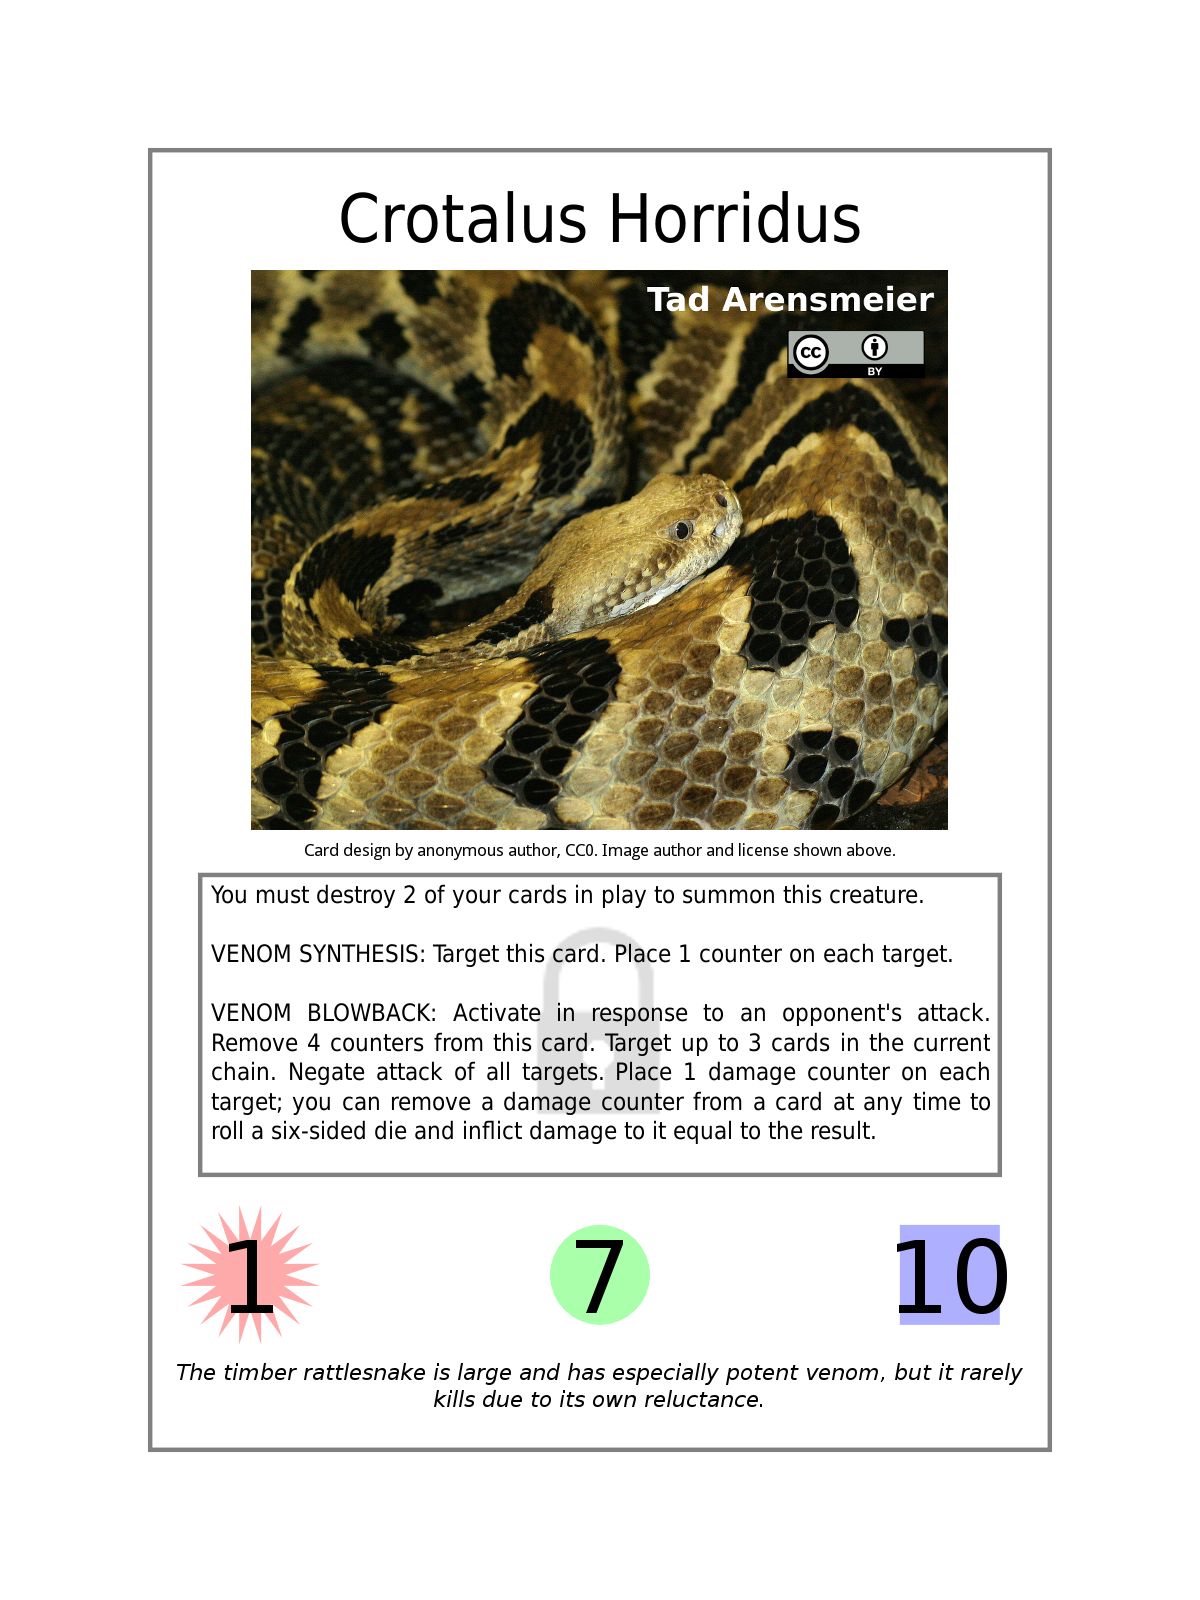 Crotalus Horridus
Tad Arensmeier
cc
BY
Card design by anonymous author, CC0. Image author and license shown above.
You must destroy 2 of your cards in play to summon this creature.
VENOM SYNTHESIS: Target this card. Place 1 counter on each target.
VENOM BLOWBACK: Activate in response to an opponent's attack.
Remove 4 counters from this card. Target up to 3 cards in the current
chain. Negate attack of all targets. Place 1 damage counter on each
target; you can remove a damage counter from a card at any time to
roll a six-sided die and inflict damage to it equal to the result.
1
7
10
The timber rattlesnake is large and has especially potent venom, but it rarely
kills due to its own reluctance.